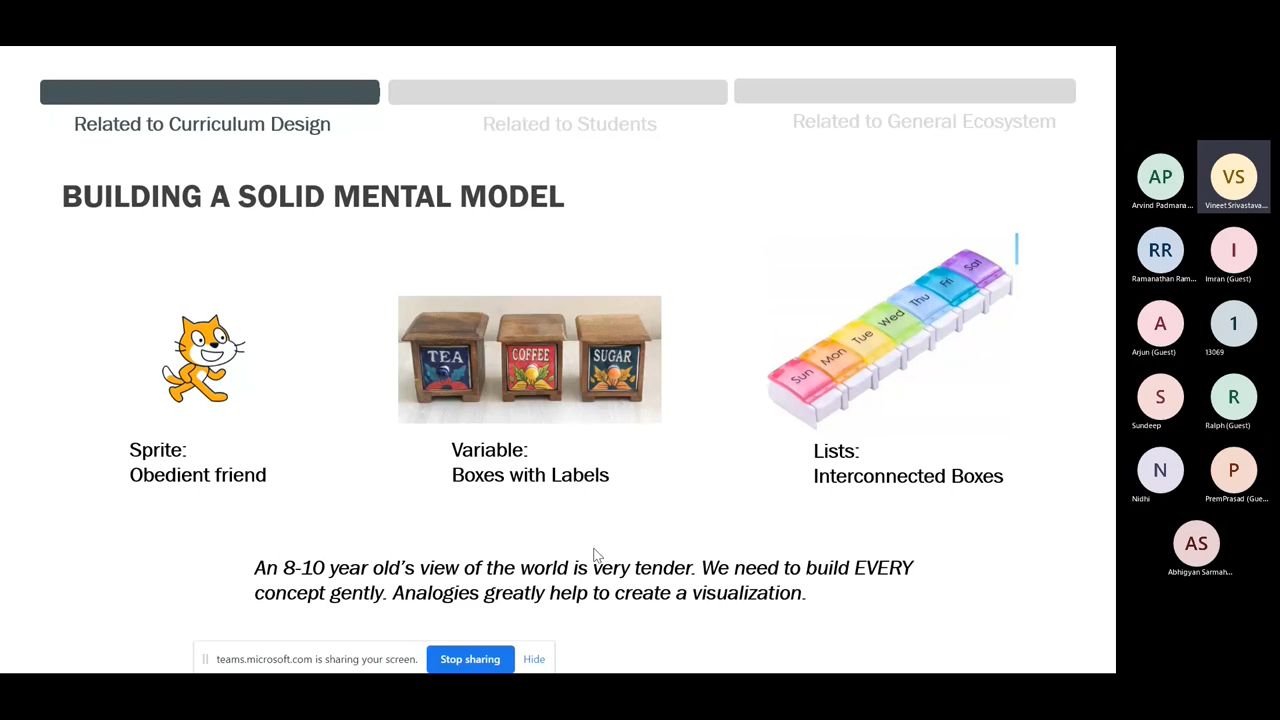 Related to Curriculum Design
Related to Students
Related to General Ecosystem
BUILDING A SOLID MENTAL MODEL
TEA
COFFEE
SUGAR
Sun
Mon
Tue
Wed
Thu
Fri
Sat
Sprite:
Obedient friend
Variable:
Boxes with Labels
Lists:
Interconnected Boxes
An 8-10 year old's view of the world is very tender. We need to build EVERY
concept gently. Analogies greatly help to create a visualization.
teams.microsoft.com is sharing your screen.
Stop sharing
Hide
AP
Arvind Padmana...
VS
Vineet Srivastava...
RR
Ramanathan Ram...
I
Imran (Guest)
A
Arjun (Guest)
1
13069
S
Sundeep
R
Ralph (Guest)
N
Nidhi
P
PremPrasad (Gue...
AS
Abhigyan Sarmah...